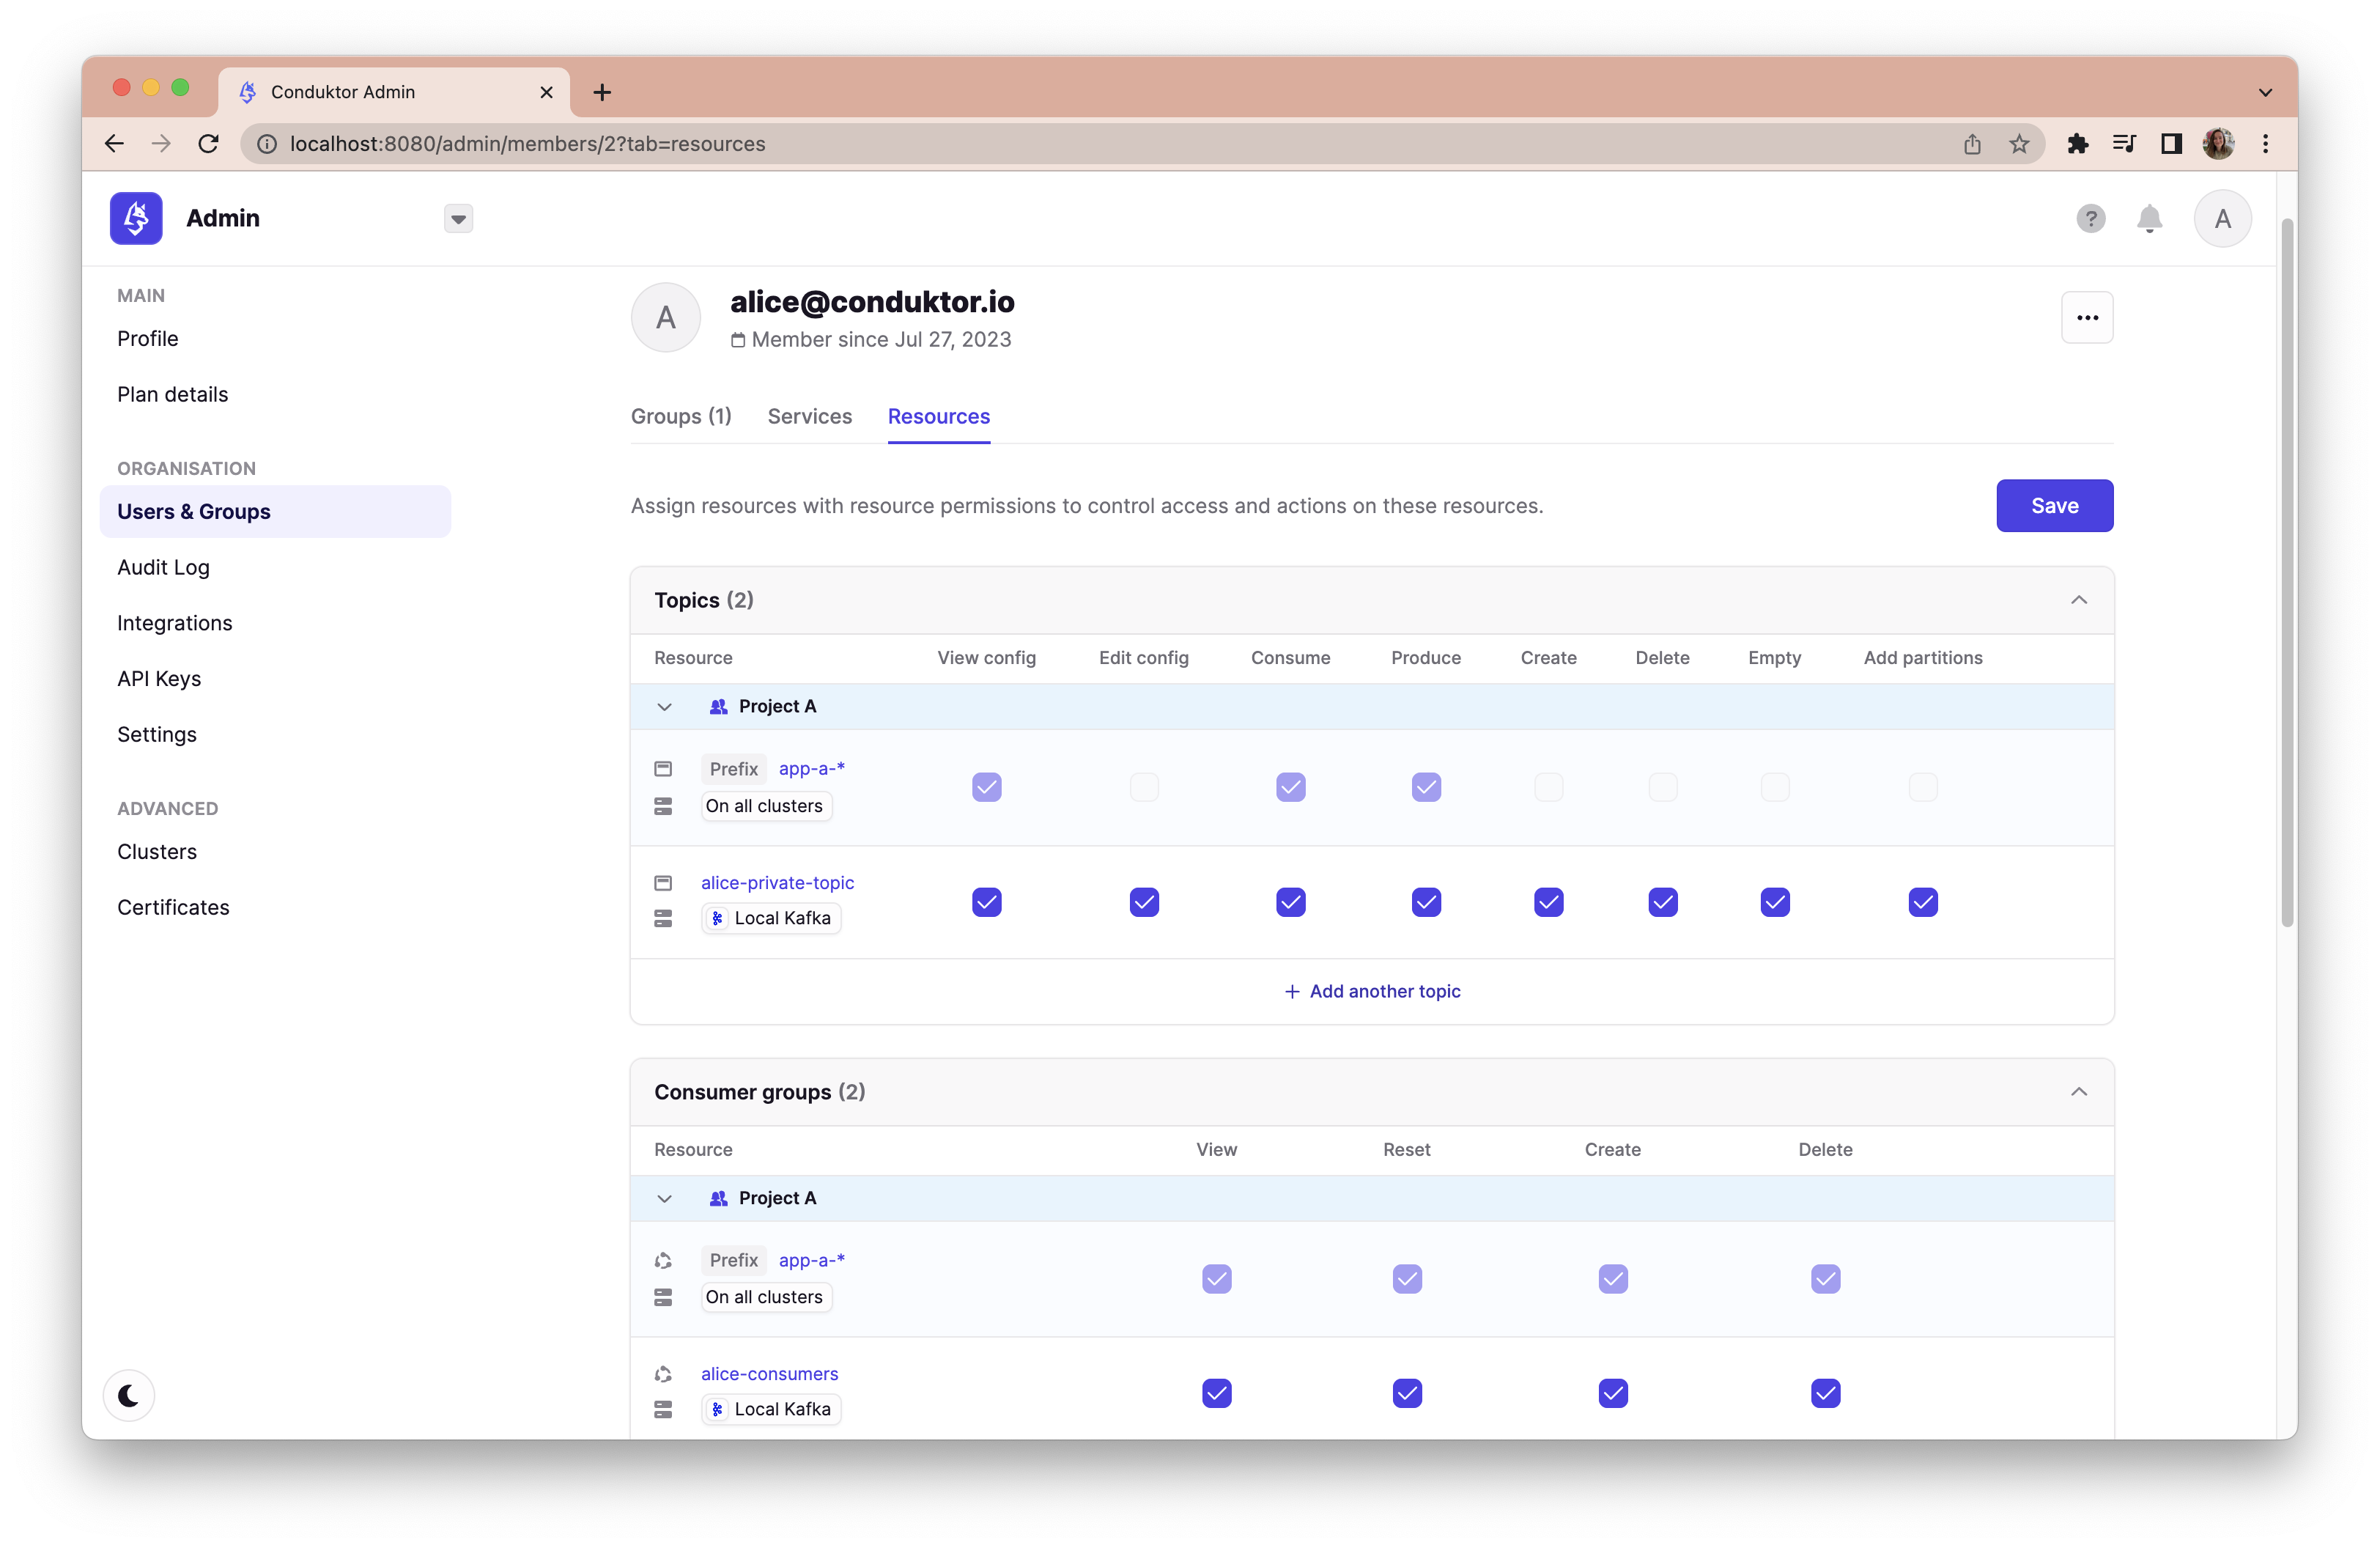 Conduktor Admin
localhost:8080/admin/members/2?tab=resources
Admin
?
A
MAIN
Profile
Plan details
ORGANISATION
Users & Groups
Audit Log
Integrations
API Keys
Settings
ADVANCED
Clusters
Certificates
A
alice@conduktor.io
Member since Jul 27, 2023
Groups (1) Services Resources
Assign resources with resource permissions to control access and actions on these resources.
Save
Topics (2)
Resource View config Edit config Consume Produce Create Delete Empty Add partitions
Project A
Prefix app-a-*
On all clusters
alice-private-topic
Local Kafka
+ Add another topic
Consumer groups (2)
Resource View Reset Create Delete
Project A
Prefix app-a-*
On all clusters
alice-consumers
Local Kafka